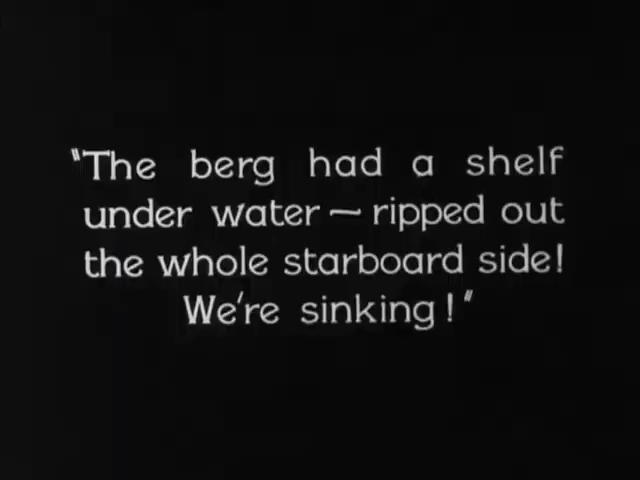 "The berg had a shelf
under water — ripped out
the whole starboard side!
We're sinking!"